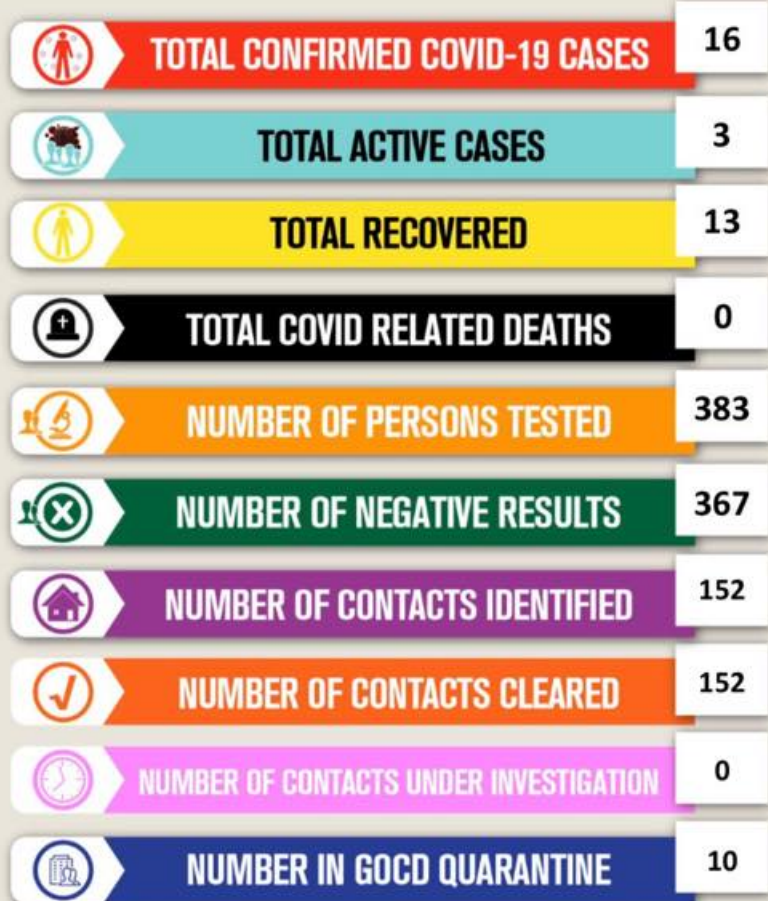 TOTAL CONFIRMED COVID-19 CASES 16
TOTAL ACTIVE CASES 3
TOTAL RECOVERED 13
TOTAL COVID RELATED DEATHS 0
NUMBER OF PERSONS TESTED 383
NUMBER OF NEGATIVE RESULTS 367
NUMBER OF CONTACTS IDENTIFIED 152
NUMBER OF CONTACTS CLEARED 152
NUMBER OF CONTACTS UNDER INVESTIGATION 0
NUMBER IN GOCD QUARANTINE 10